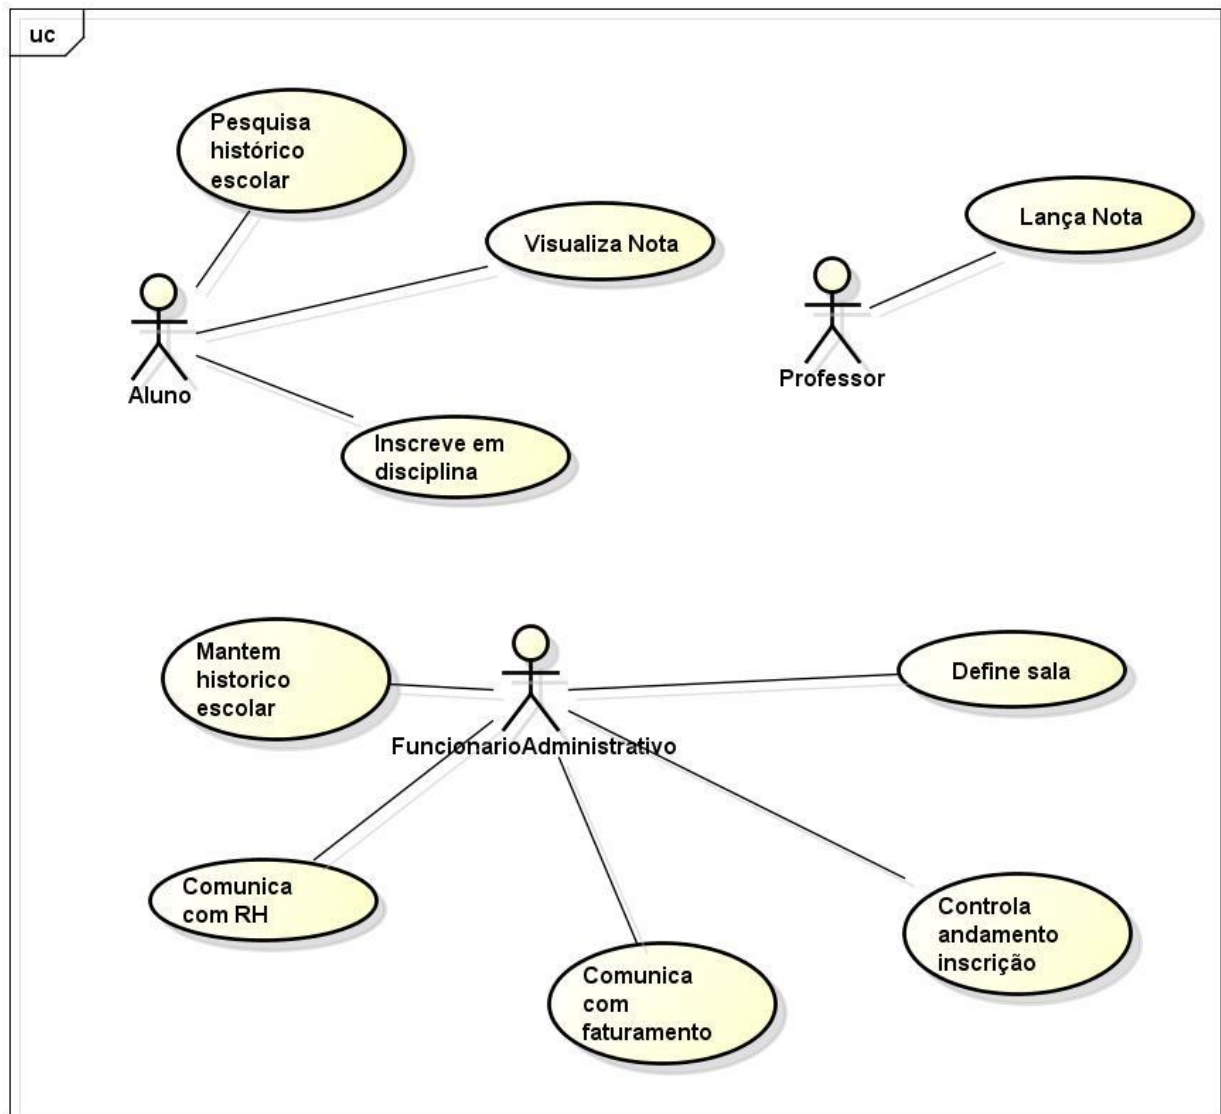 uc
Pesquisa
histórico
escolar
Visualiza Nota
Lança Nota
Aluno
Professor
Inscreve em
disciplina
Mantem
historico
escolar
Define sala
FuncionarioAdministrativo
Comunica
com RH
Controla
andamento
inscrição
Comunica
com
faturamento